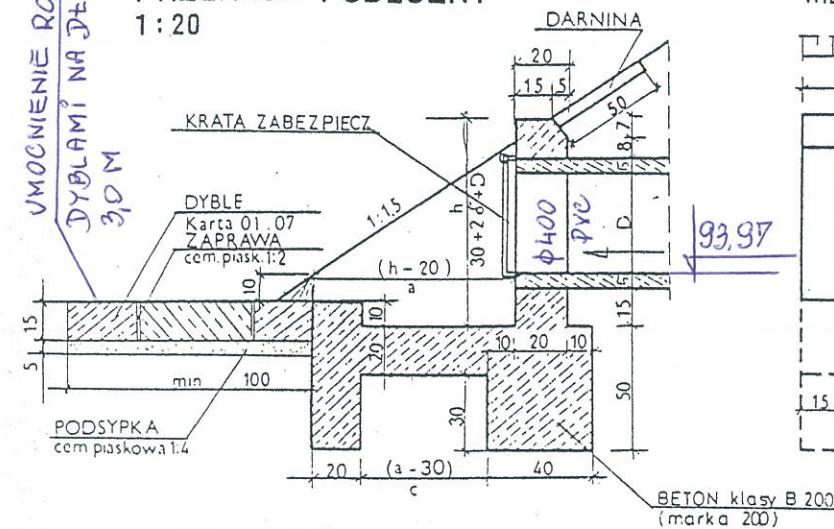 UMOCNIENIE RO
DYBLAMI NA DŁ
3,0 M
1:20
DARNINA
20
15 5
50
7
8
KRATA ZABEZPIECZ.
1:1,5
h
30+2g+G
φ400
PVC
D
93,97
DYBLE
Karta 01.07
ZAPRAWA
cem. piask. 1:2
10
(h-20)
a
15
5
10
20
10 20 10
15
50
min 100
30
15
PODSYPKA
cem piaskowa 1:4
20 (a-30) 40
c
BETON klasy B 200
(marka 200)